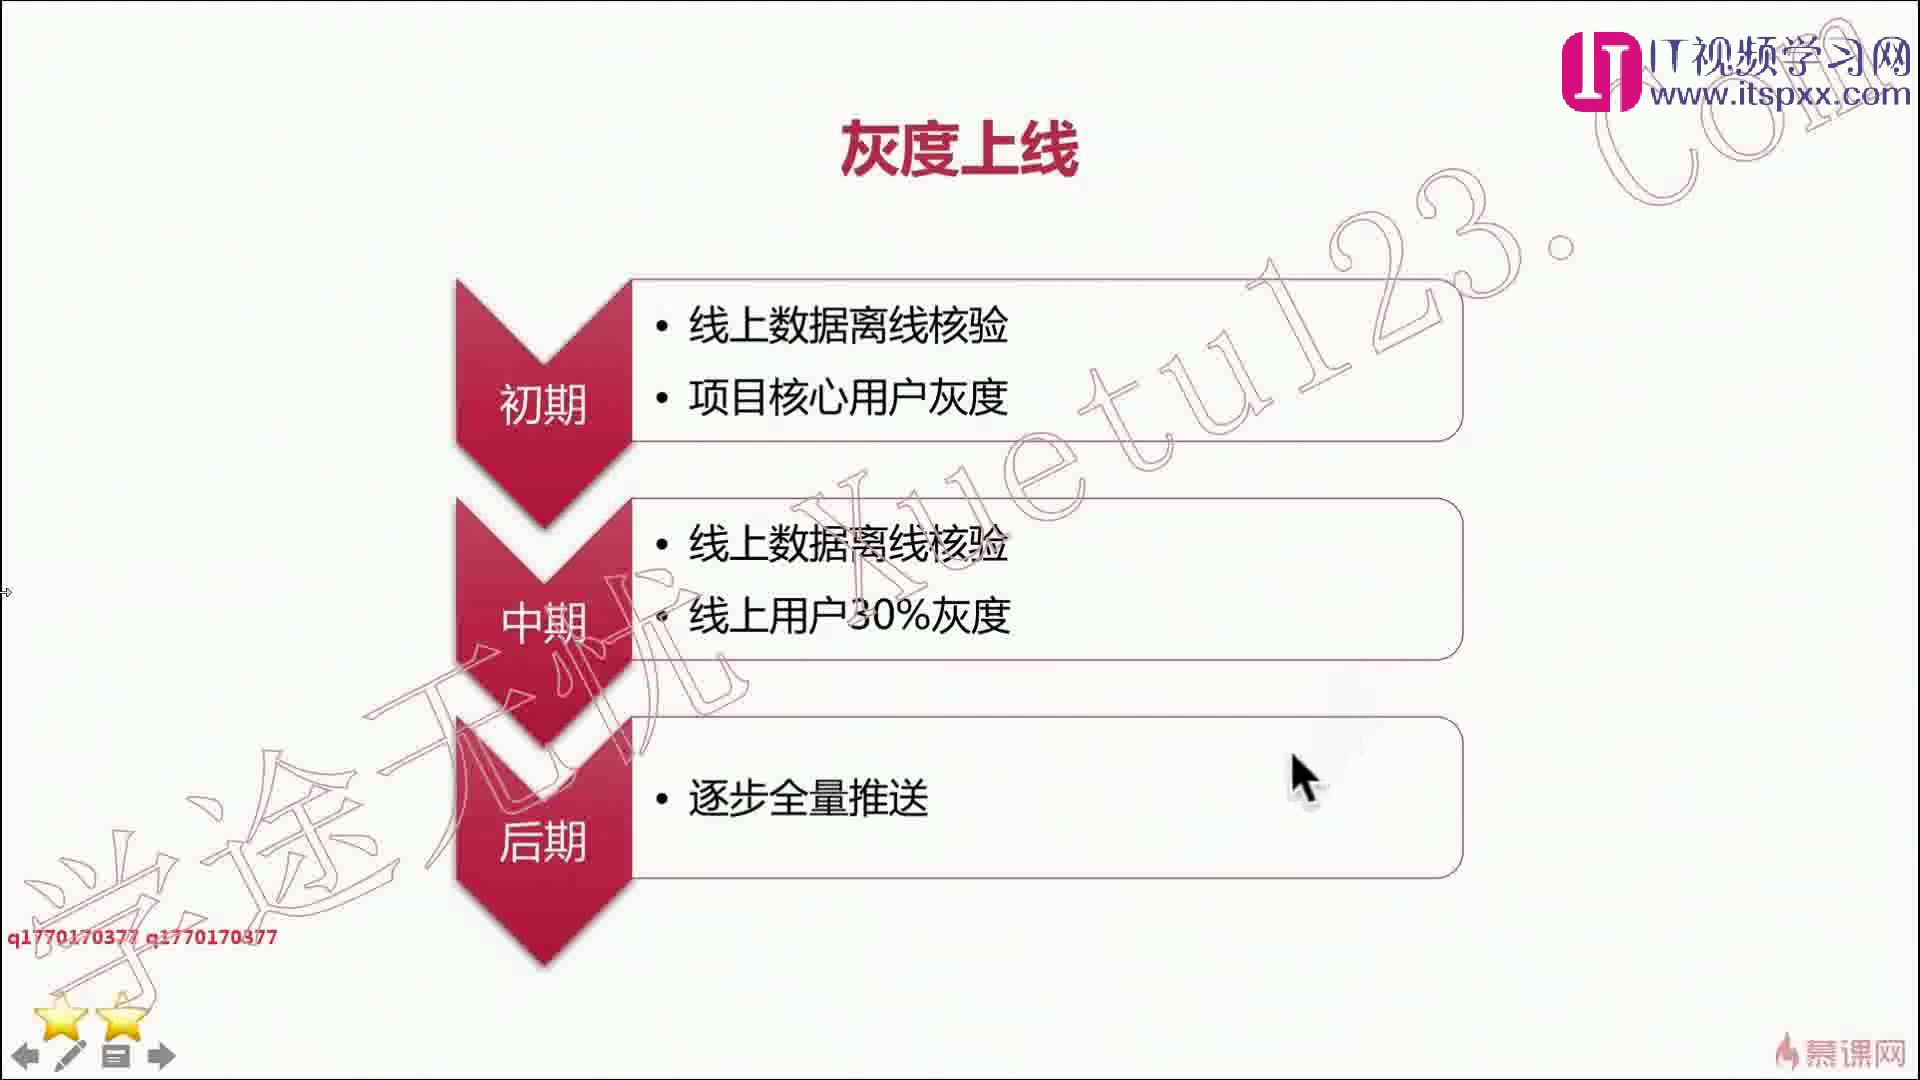 IT视频学习网
www.itspxx.com
灰度上线
初期
• 线上数据离线核验
• 项目核心用户灰度
中期
• 线上数据离线核验
• 线上用户30%灰度
后期
• 逐步全量推送
学途无忧 Xuetu123.Com
q1770170377 q1770170377
慕课网